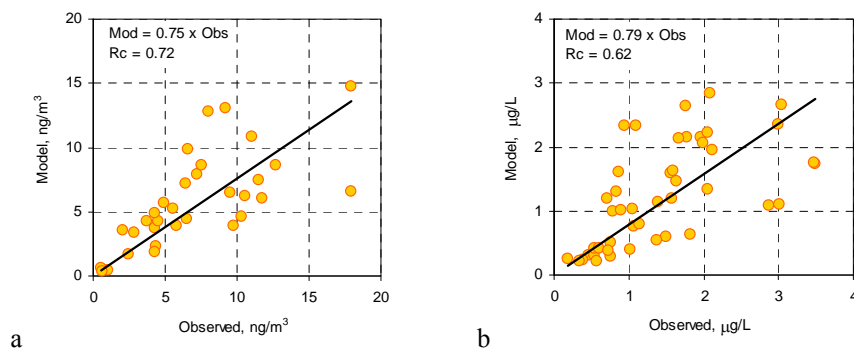 20
15
10
5
0
0
5
10
15
20
Mod = 0.75 x Obs
Rc = 0.72
Model, ng/m³
Observed, ng/m³
a
4
3
2
1
0
0
1
2
3
4
Mod = 0.79 x Obs
Rc = 0.62
Model, µg/L
Observed, µg/L
b